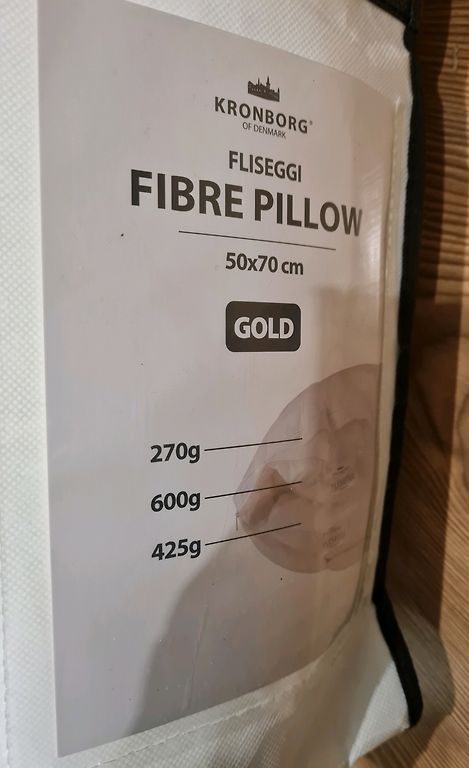 KRONBORG®
OF DENMARK
FLISEGGI
FIBRE PILLOW
50x70 cm
GOLD
270g
600g
425g